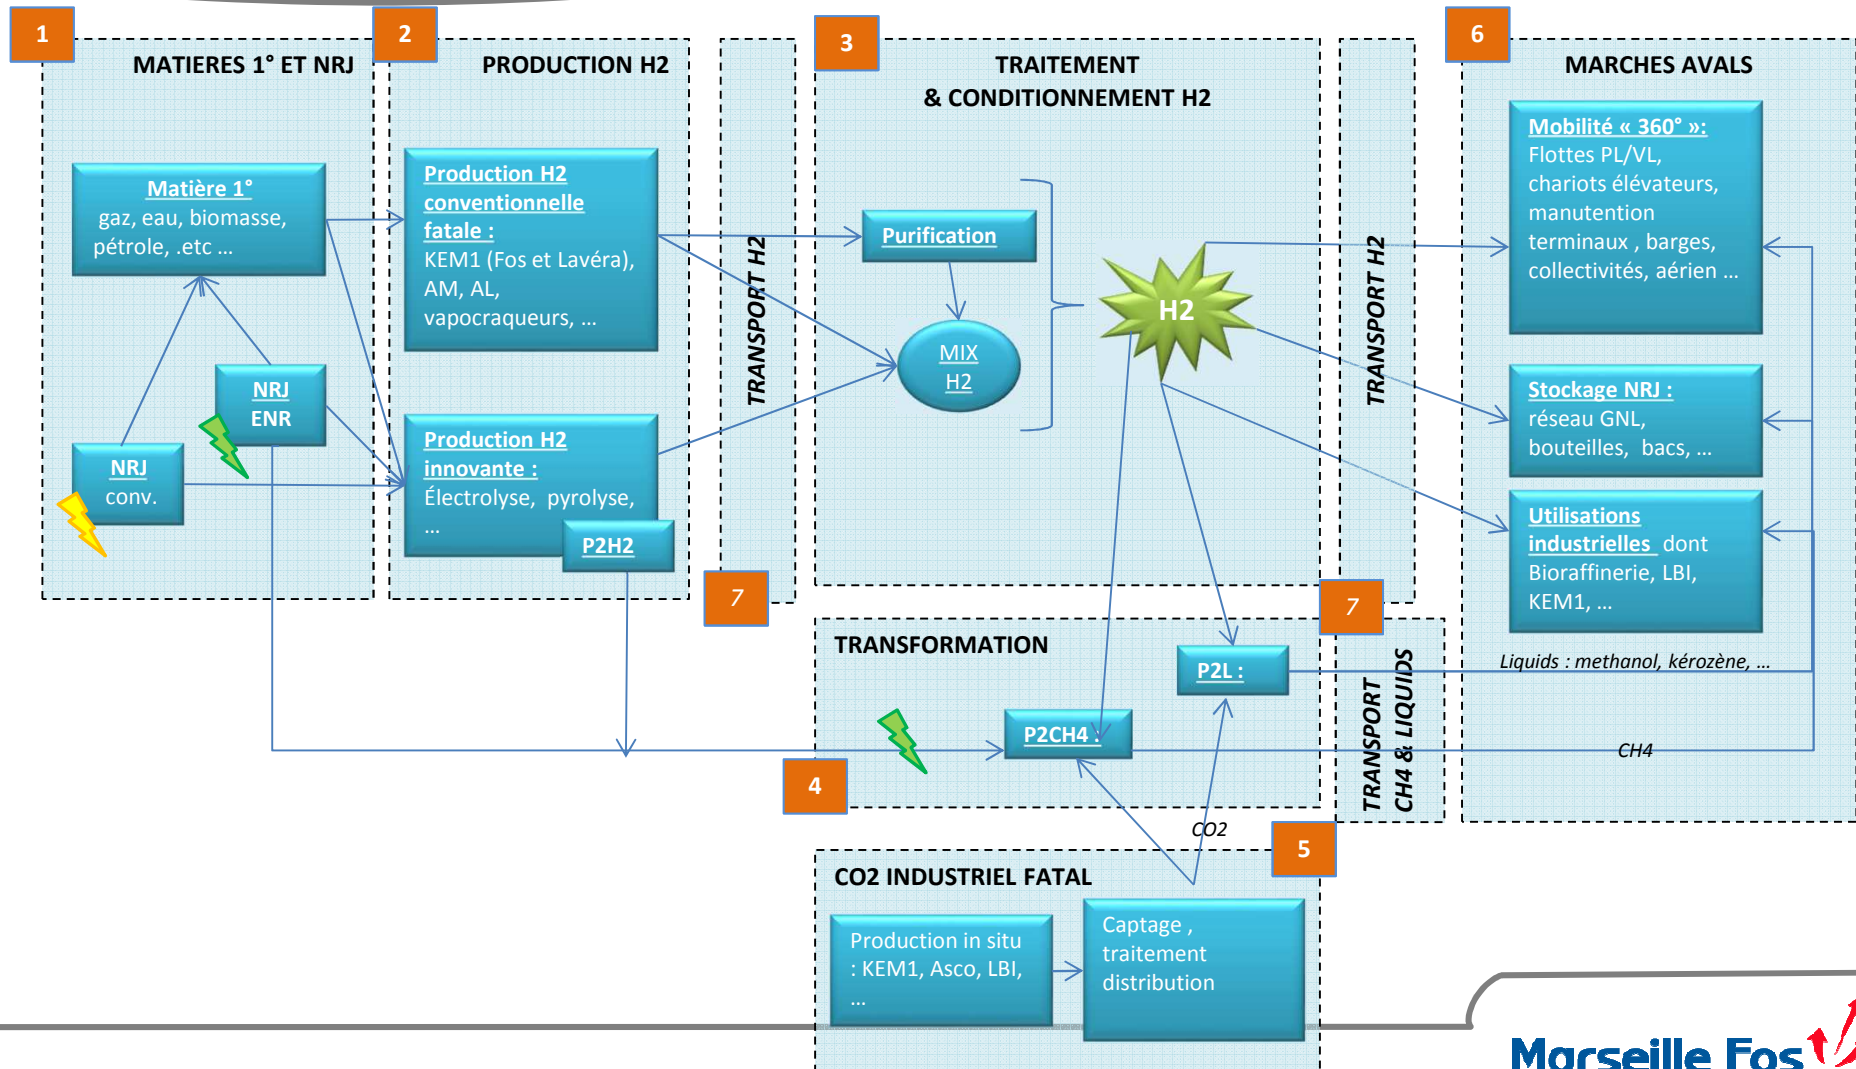 1
MATIERES 1° ET NRJ
Matière 1°
gaz, eau, biomasse,
pétrole, .etc ...
NRJ
ENR
NRJ
conv.
2
PRODUCTION H2
Production H2
conventionnelle
fatale :
KEM1 (Fos et Lavéra),
AM, AL,
vapocraqueurs, ...
Production H2
innovante :
Électrolyse, pyrolyse,
...
P2H2
TRANSPORT H2
7
3
TRAITEMENT
& CONDITIONNEMENT H2
Purification
MIX
H2
H2
TRANSPORT H2
7
TRANSFORMATION
P2L :
P2CH4 :
4
TRANSPORT
CH4 & LIQUIDS
CO2
5
CO2 INDUSTRIEL FATAL
Production in situ
: KEM1, Asco, LBI,
...
Captage ,
traitement
distribution
6
MARCHES AVALS
Mobilité « 360° »:
Flottes PL/VL,
chariots élévateurs,
manutention
terminaux , barges,
collectivités, aérien ...
Stockage NRJ :
réseau GNL,
bouteilles, bacs, ...
Utilisations
industrielles dont
Bioraffinerie, LBI,
KEM1, ...
Liquids : methanol, kérozène, ...
CH4
Marseille Fos